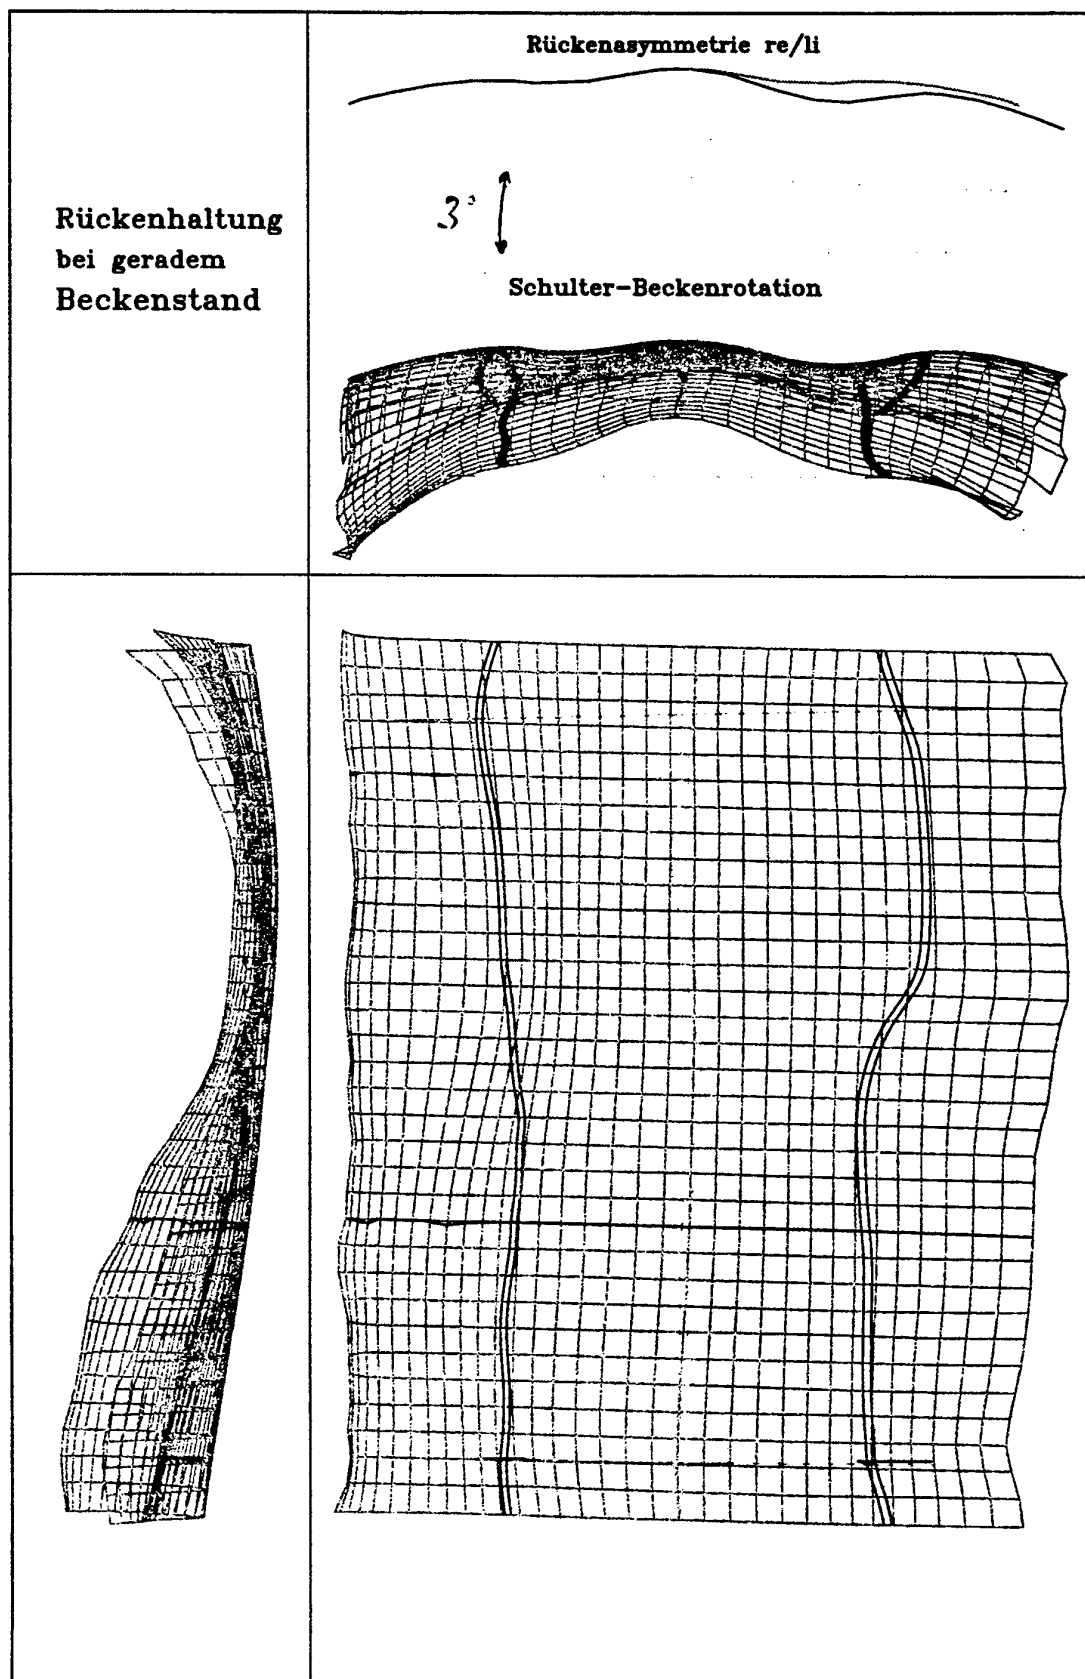 Rückenasymmetrie re/li
3°
Rückenhaltung
bei geradem
Beckenstand
Schulter-Beckenrotation